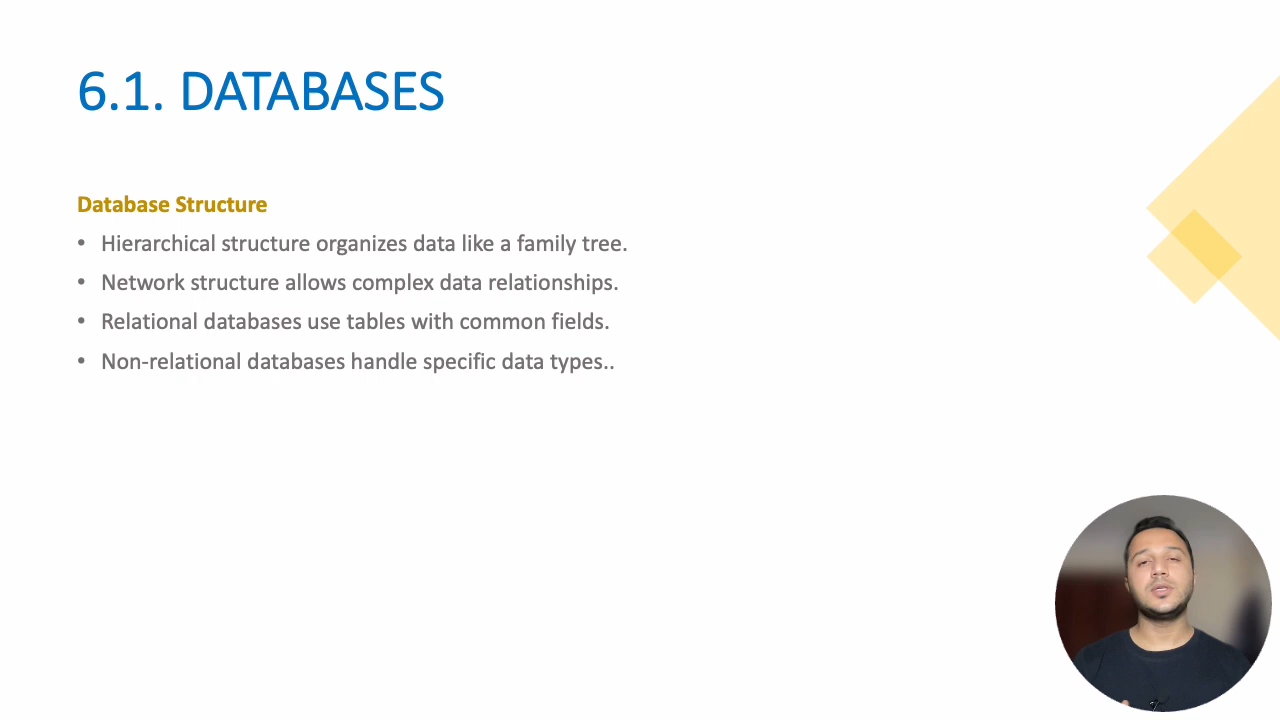 6.1. DATABASES
Database Structure
• Hierarchical structure organizes data like a family tree.
• Network structure allows complex data relationships.
• Relational databases use tables with common fields.
• Non-relational databases handle specific data types..